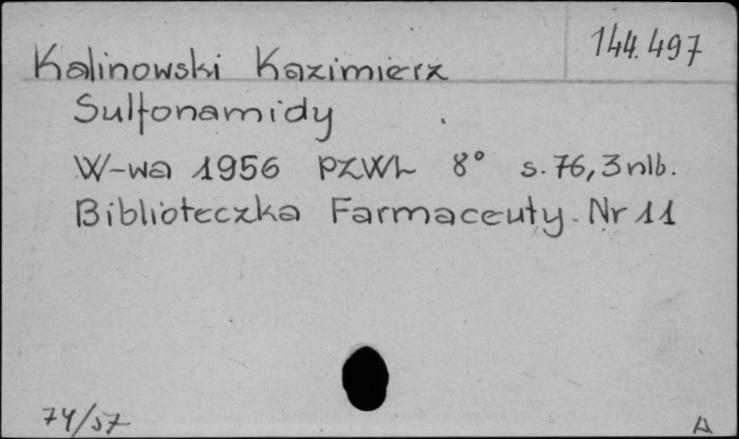 144.497
Kalinowski Kazimierz
Sulfonamidy
W-wa 1956 PZWL 8° s. 76, 3 nlb.
Biblioteczka Farmaceuty. Nr 11
74/57
A